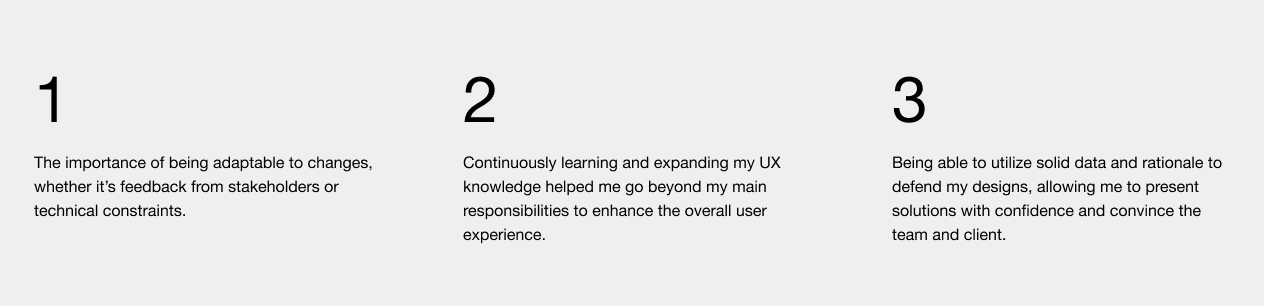 1
The importance of being adaptable to changes,
whether it’s feedback from stakeholders or
technical constraints.
2
Continuously learning and expanding my UX
knowledge helped me go beyond my main
responsibilities to enhance the overall user
experience.
3
Being able to utilize solid data and rationale to
defend my designs, allowing me to present
solutions with confidence and convince the
team and client.